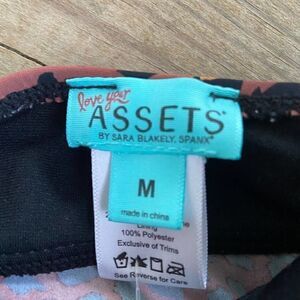 love your
ASSETS
BY SARA BLAKELY, SPANX®
M
made in china
Lining
100% Polyester
Exclusive of Trims
See Reverse for Care